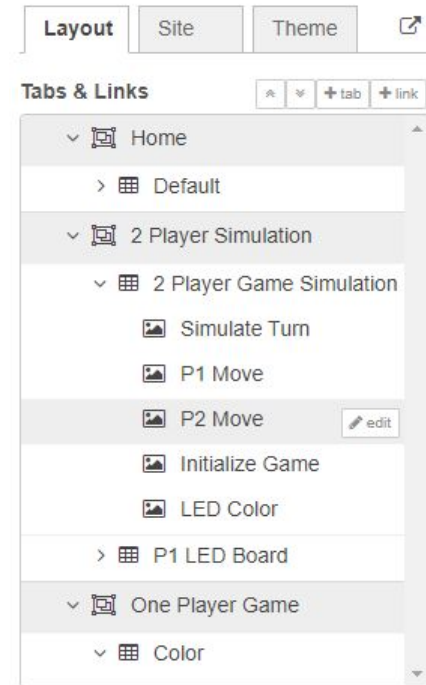 Layout Site Theme
Tabs & Links + tab + link
Home
Default
2 Player Simulation
2 Player Game Simulation
Simulate Turn
P1 Move
P2 Move edit
Initialize Game
LED Color
P1 LED Board
One Player Game
Color